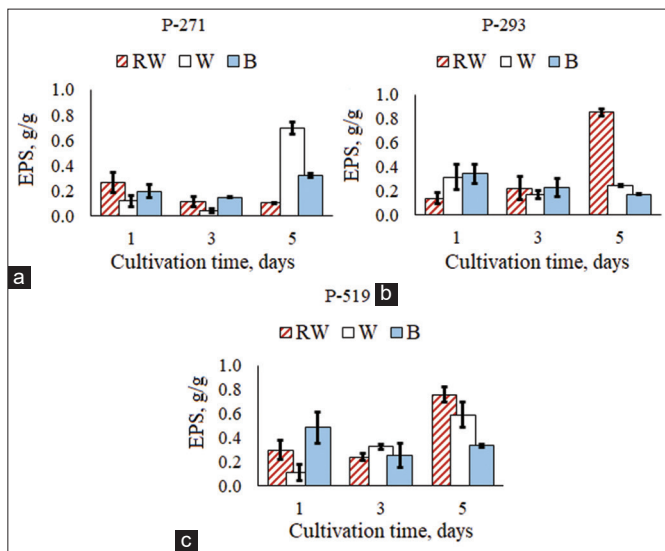 P-271
RW W B
EPS, g/g
1.0
0.8
0.6
0.4
0.2
0.0
1 3 5
Cultivation time, days
a
P-293
RW W B
EPS, g/g
1.0
0.8
0.6
0.4
0.2
0.0
1 3 5
Cultivation time, days
b
P-519
RW W B
EPS, g/g
1.0
0.8
0.6
0.4
0.2
0.0
1 3 5
Cultivation time, days
c